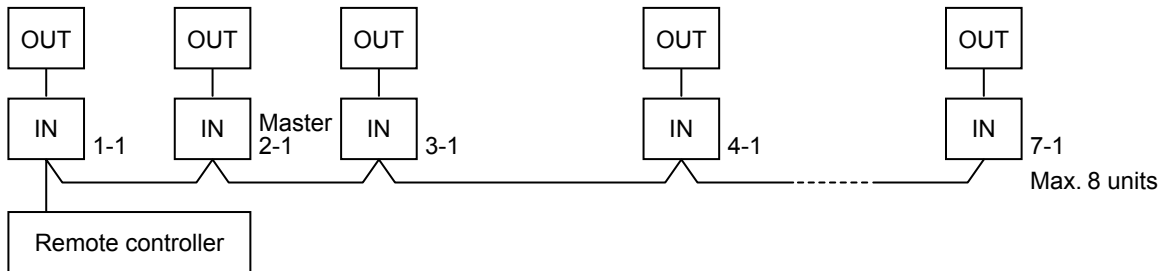 OUT OUT OUT OUT OUT
IN IN Master IN IN IN
1-1 2-1 3-1 4-1 7-1
Max. 8 units
Remote controller